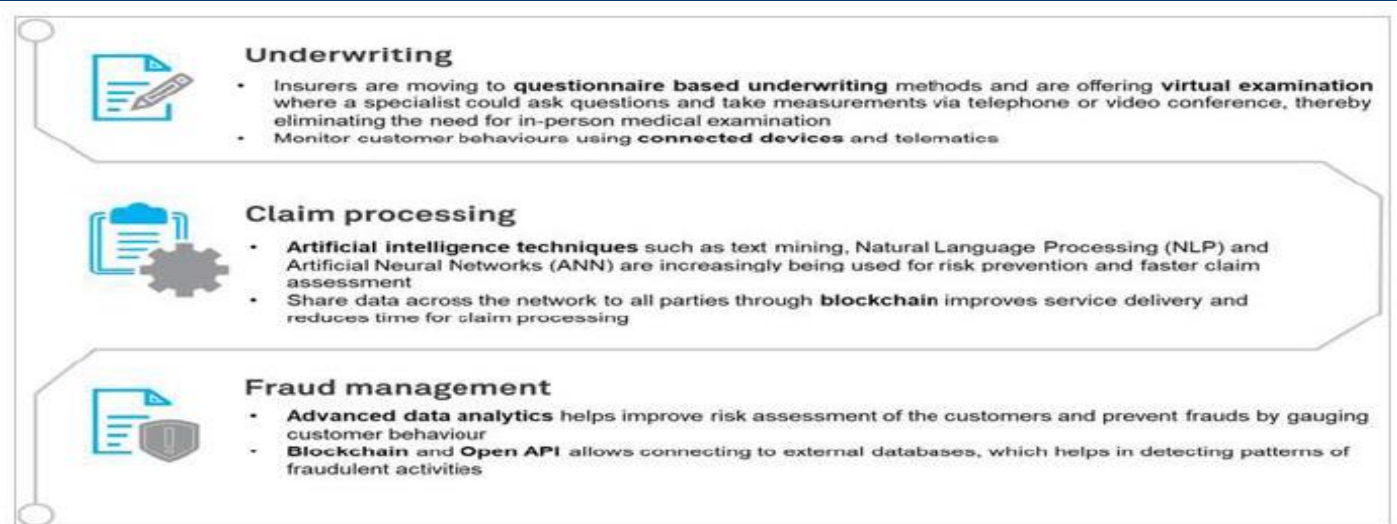 Underwriting
• Insurers are moving to questionnaire based underwriting methods and are offering virtual examination
where a specialist could ask questions and take measurements via telephone or video conference, thereby
eliminating the need for in-person medical examination
• Monitor customer behaviours using connected devices and telematics
Claim processing
• Artificial intelligence techniques such as text mining, Natural Language Processing (NLP) and
Artificial Neural Networks (ANN) are increasingly being used for risk prevention and faster claim
assessment
• Share data across the network to all parties through blockchain improves service delivery and
reduces time for claim processing
Fraud management
• Advanced data analytics helps improve risk assessment of the customers and prevent frauds by gauging
customer behaviour
• Blockchain and Open API allows connecting to external databases, which helps in detecting patterns of
fraudulent activities